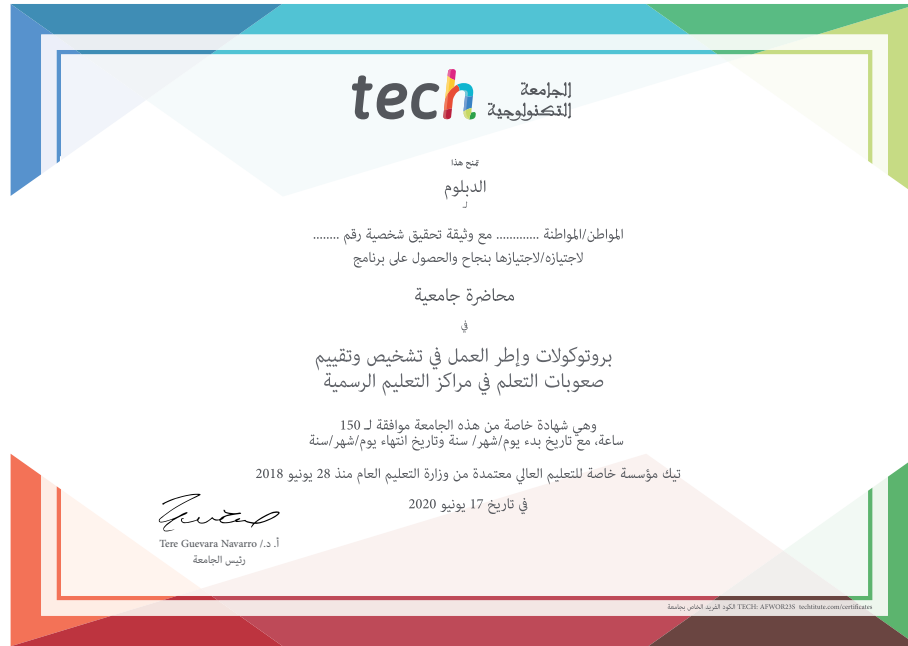 tech الجامعة
التكنولوجية
تمنح هذا
الدبلوم
لـ
المواطن/المواطنة ............ مع وثيقة تحقيق شخصية رقم ........
لاجتيازه/لاجتيازها بنجاح والحصول على برنامج
محاضرة جامعية
في
بروتوكولات وإطر العمل في تشخيص وتقييم
صعوبات التعلم في مراكز التعليم الرسمية
وهي شهادة خاصة من هذه الجامعة موافقة لـ 150
ساعة، مع تاريخ بدء يوم/شهر/ سنة وتاريخ انتهاء يوم/شهر/سنة
تيك مؤسسة خاصة للتعليم العالي معتمدة من وزارة التعليم العام منذ 28 يونيو 2018
في تاريخ 17 يونيو 2020
أ. د./ Tere Guevara Navarro
رئيس الجامعة
الكود الفريد الخاص بجامعة TECH: AFWOR23S techtitute.com/certificates